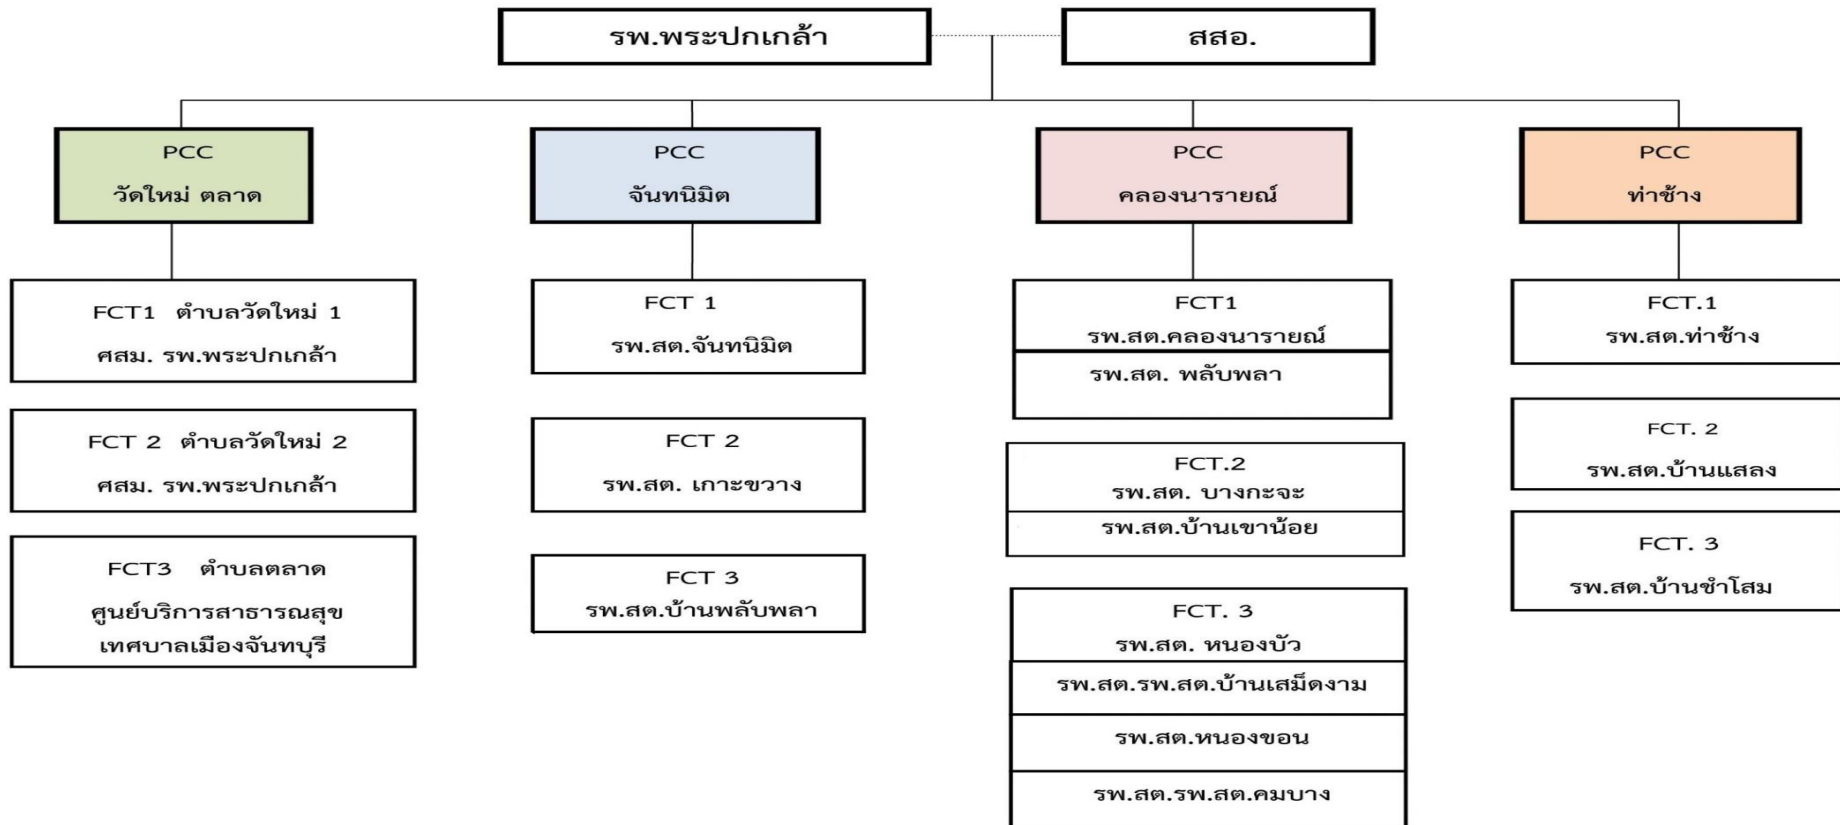 รพ.พระปกเกล้า
สสอ.
PCC
วัดใหม่ ตลาด
PCC
จันทนิมิต
PCC
คลองนารายณ์
PCC
ท่าช้าง
FCT1 ตำบลวัดใหม่ 1
ศสม. รพ.พระปกเกล้า
FCT 2 ตำบลวัดใหม่ 2
ศสม. รพ.พระปกเกล้า
FCT3 ตำบลตลาด
ศูนย์บริการสาธารณสุข
เทศบาลเมืองจันทบุรี
FCT 1
รพ.สต.จันทนิมิต
FCT 2
รพ.สต. เกาะขวาง
FCT 3
รพ.สต.บ้านพลับพลา
FCT1
รพ.สต.คลองนารายณ์
รพ.สต. พลับพลา
FCT.2
รพ.สต. บางกะจะ
รพ.สต.บ้านเขาน้อย
FCT. 3
รพ.สต. หนองบัว
รพ.สต.รพ.สต.บ้านเสม็ดงาม
รพ.สต.หนองขอน
รพ.สต.รพ.สต.คมบาง
FCT.1
รพ.สต.ท่าช้าง
FCT. 2
รพ.สต.บ้านแสลง
FCT. 3
รพ.สต.บ้านชำโสม